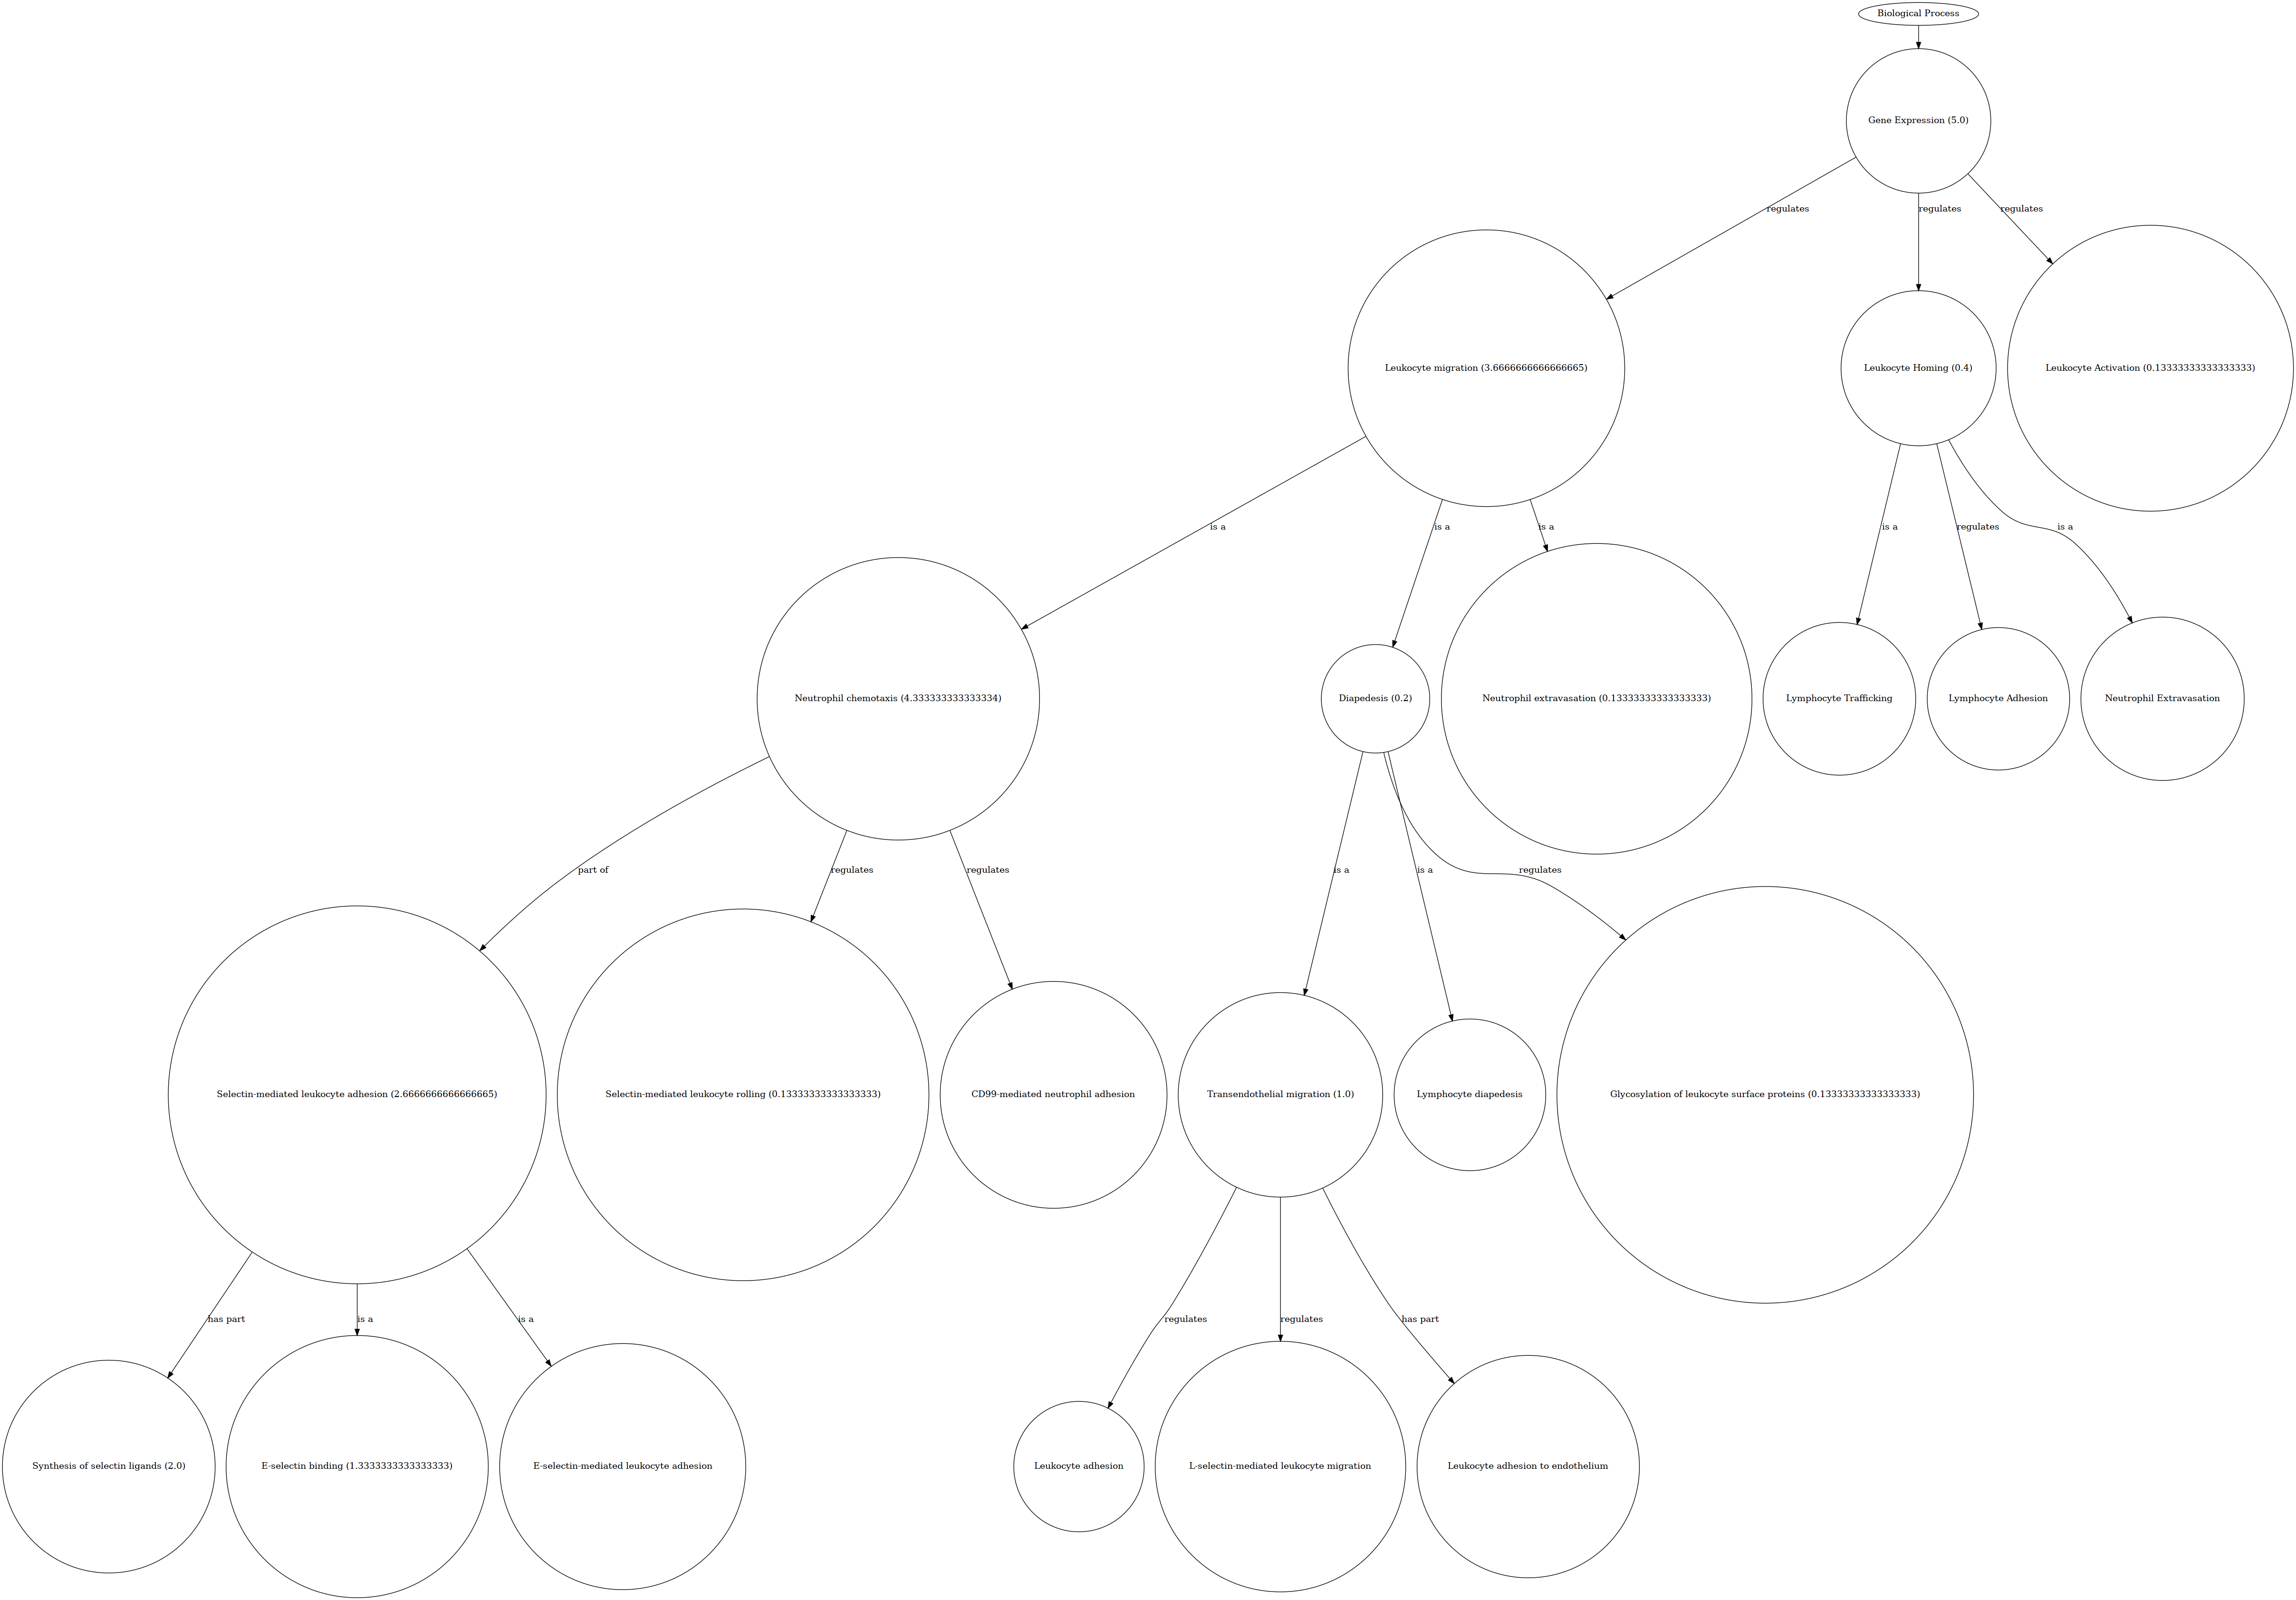 Biological Process
Gene Expression (5.0)
regulates
regulates
regulates
Leukocyte migration (3.6666666666666665)
Leukocyte Homing (0.4)
Leukocyte Activation (0.13333333333333333)
is a
is a
is a
is a
regulates
is a
Neutrophil chemotaxis (4.333333333333334)
Diapedesis (0.2)
Neutrophil extravasation (0.13333333333333333)
Lymphocyte Trafficking
Lymphocyte Adhesion
Neutrophil Extravasation
part of
regulates
regulates
is a
is a
regulates
Selectin-mediated leukocyte adhesion (2.6666666666666665)
Selectin-mediated leukocyte rolling (0.13333333333333333)
CD99-mediated neutrophil adhesion
Transendothelial migration (1.0)
Lymphocyte diapedesis
Glycosylation of leukocyte surface proteins (0.13333333333333333)
has part
is a
is a
regulates
regulates
has part
Synthesis of selectin ligands (2.0)
E-selectin binding (1.3333333333333333)
E-selectin-mediated leukocyte adhesion
Leukocyte adhesion
L-selectin-mediated leukocyte migration
Leukocyte adhesion to endothelium